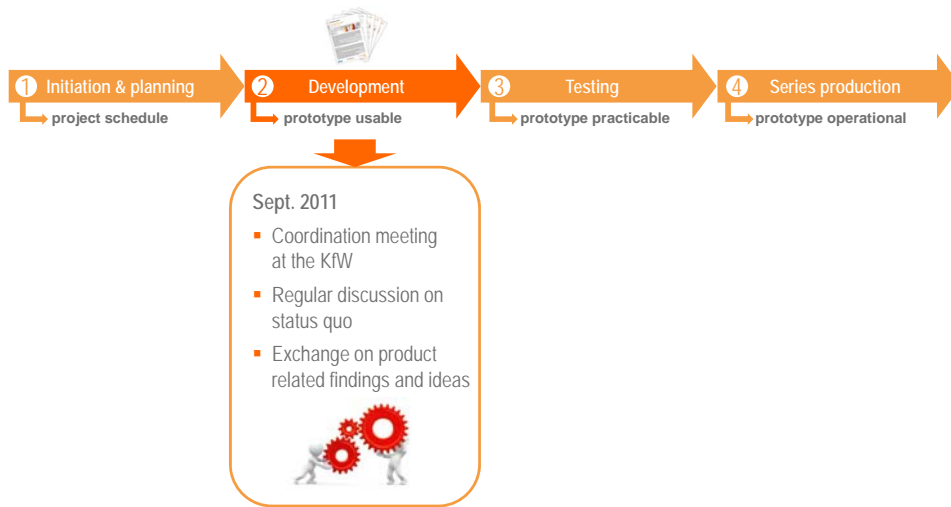 1 Initiation & planning
2 Development
3 Testing
4 Series production
project schedule
prototype usable
prototype practicable
prototype operational
Sept. 2011
▪ Coordination meeting
at the KfW
▪ Regular discussion on
status quo
▪ Exchange on product
related findings and ideas